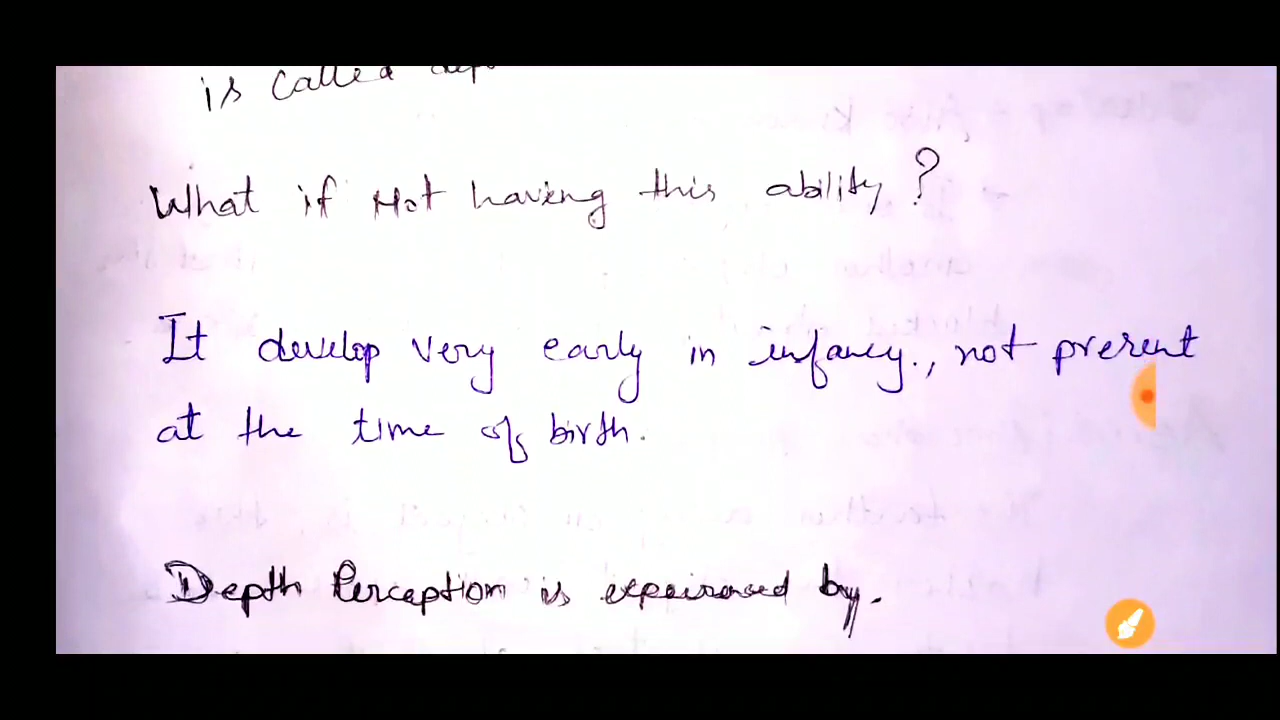 is called
What if Not having this ability ?
It develop very early in infancy., not present
at the time of birth.
Depth Perception is expeirenced by.